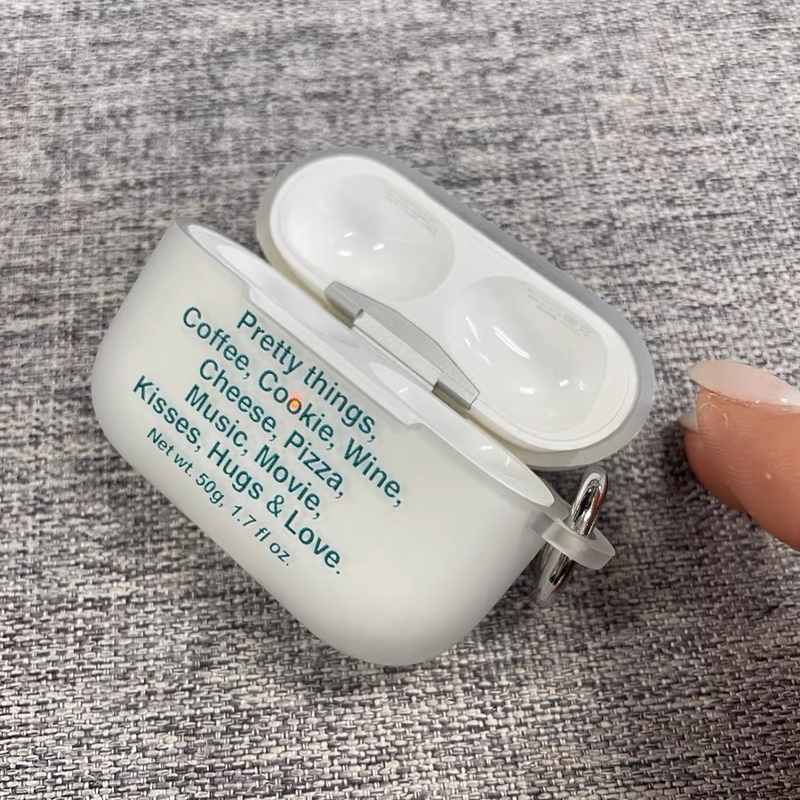 Pretty things,
Coffee, Cookie, Wine,
Cheese, Pizza,
Music, Movie,
Kisses, Hugs & Love.
Net wt. 50g, 1.7 fl oz.